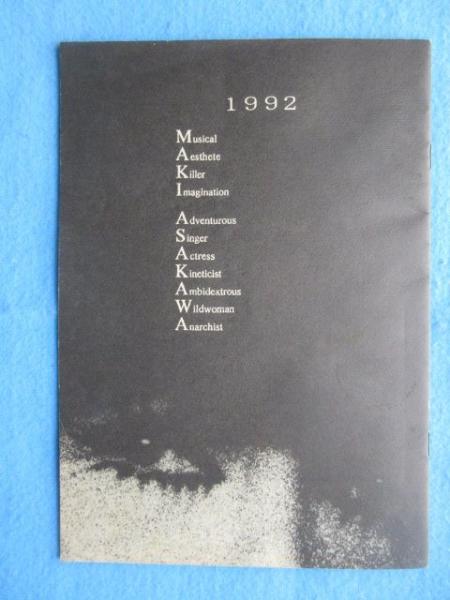 1992
Musical
Aesthete
Killer
Imagination
Adventurous
Singer
Actress
Kineticist
Ambidextrous
Wildwoman
Anarchist